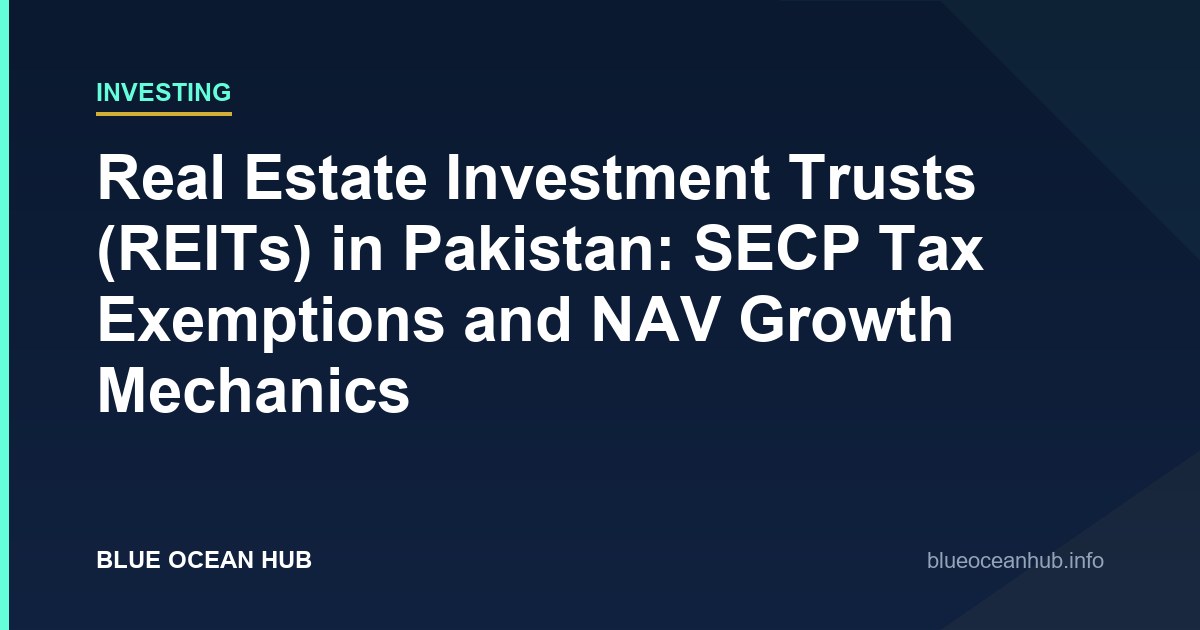 INVESTING
Real Estate Investment Trusts
(REITs) in Pakistan: SECP Tax
Exemptions and NAV Growth
Mechanics
BLUE OCEAN HUB
blueoceanhub.info